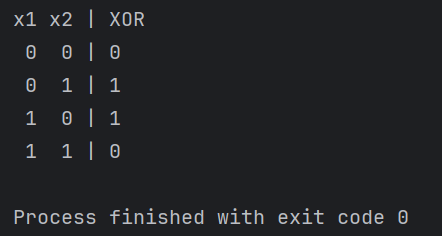 x1 x2 | XOR
 0  0 | 0
 0  1 | 1
 1  0 | 1
 1  1 | 0
Process finished with exit code 0